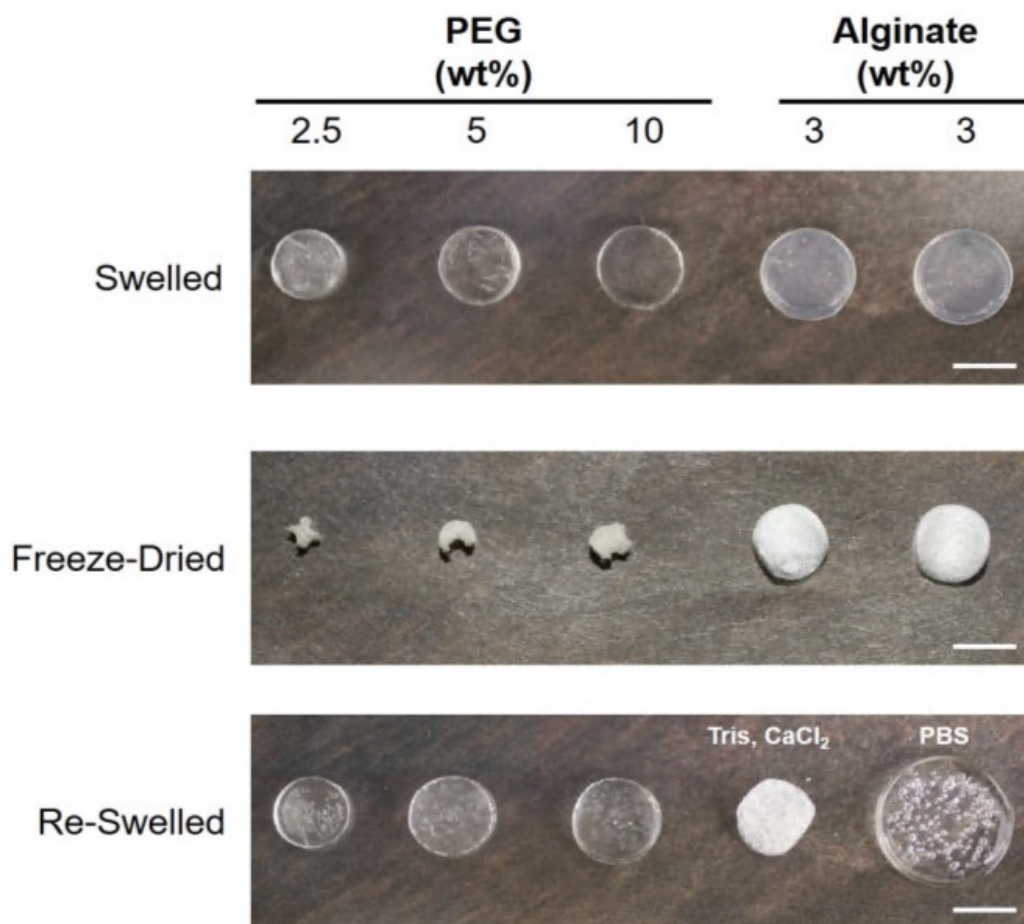 PEG
(wt%)
Alginate
(wt%)
2.5 5 10 3 3
Swelled
Freeze-Dried
Tris, CaCl₂ PBS
Re-Swelled